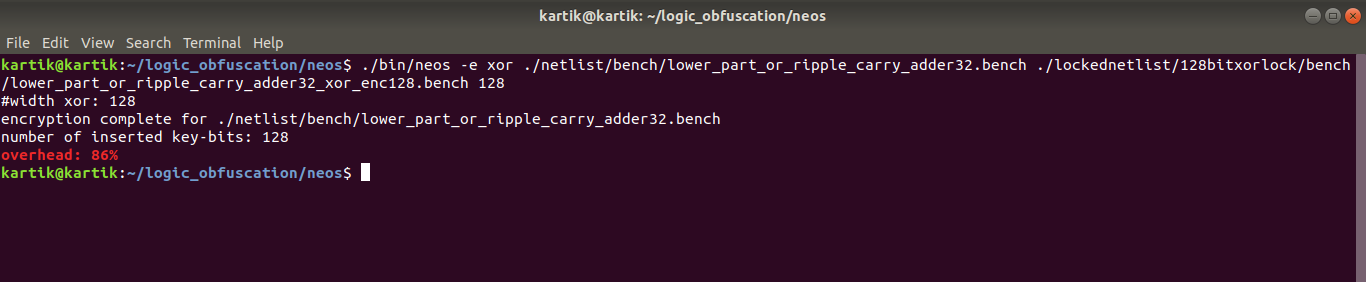 kartik@kartik: ~/logic_obfuscation/neos
File Edit View Search Terminal Help
kartik@kartik:~/logic_obfuscation/neos$ ./bin/neos -e xor ./netlist/bench/lower_part_or_ripple_carry_adder32.bench ./lockednetlist/128bitxorlock/bench
/lower_part_or_ripple_carry_adder32_xor_enc128.bench 128
#width xor: 128
encryption complete for ./netlist/bench/lower_part_or_ripple_carry_adder32.bench
number of inserted key-bits: 128
overhead: 86%
kartik@kartik:~/logic_obfuscation/neos$